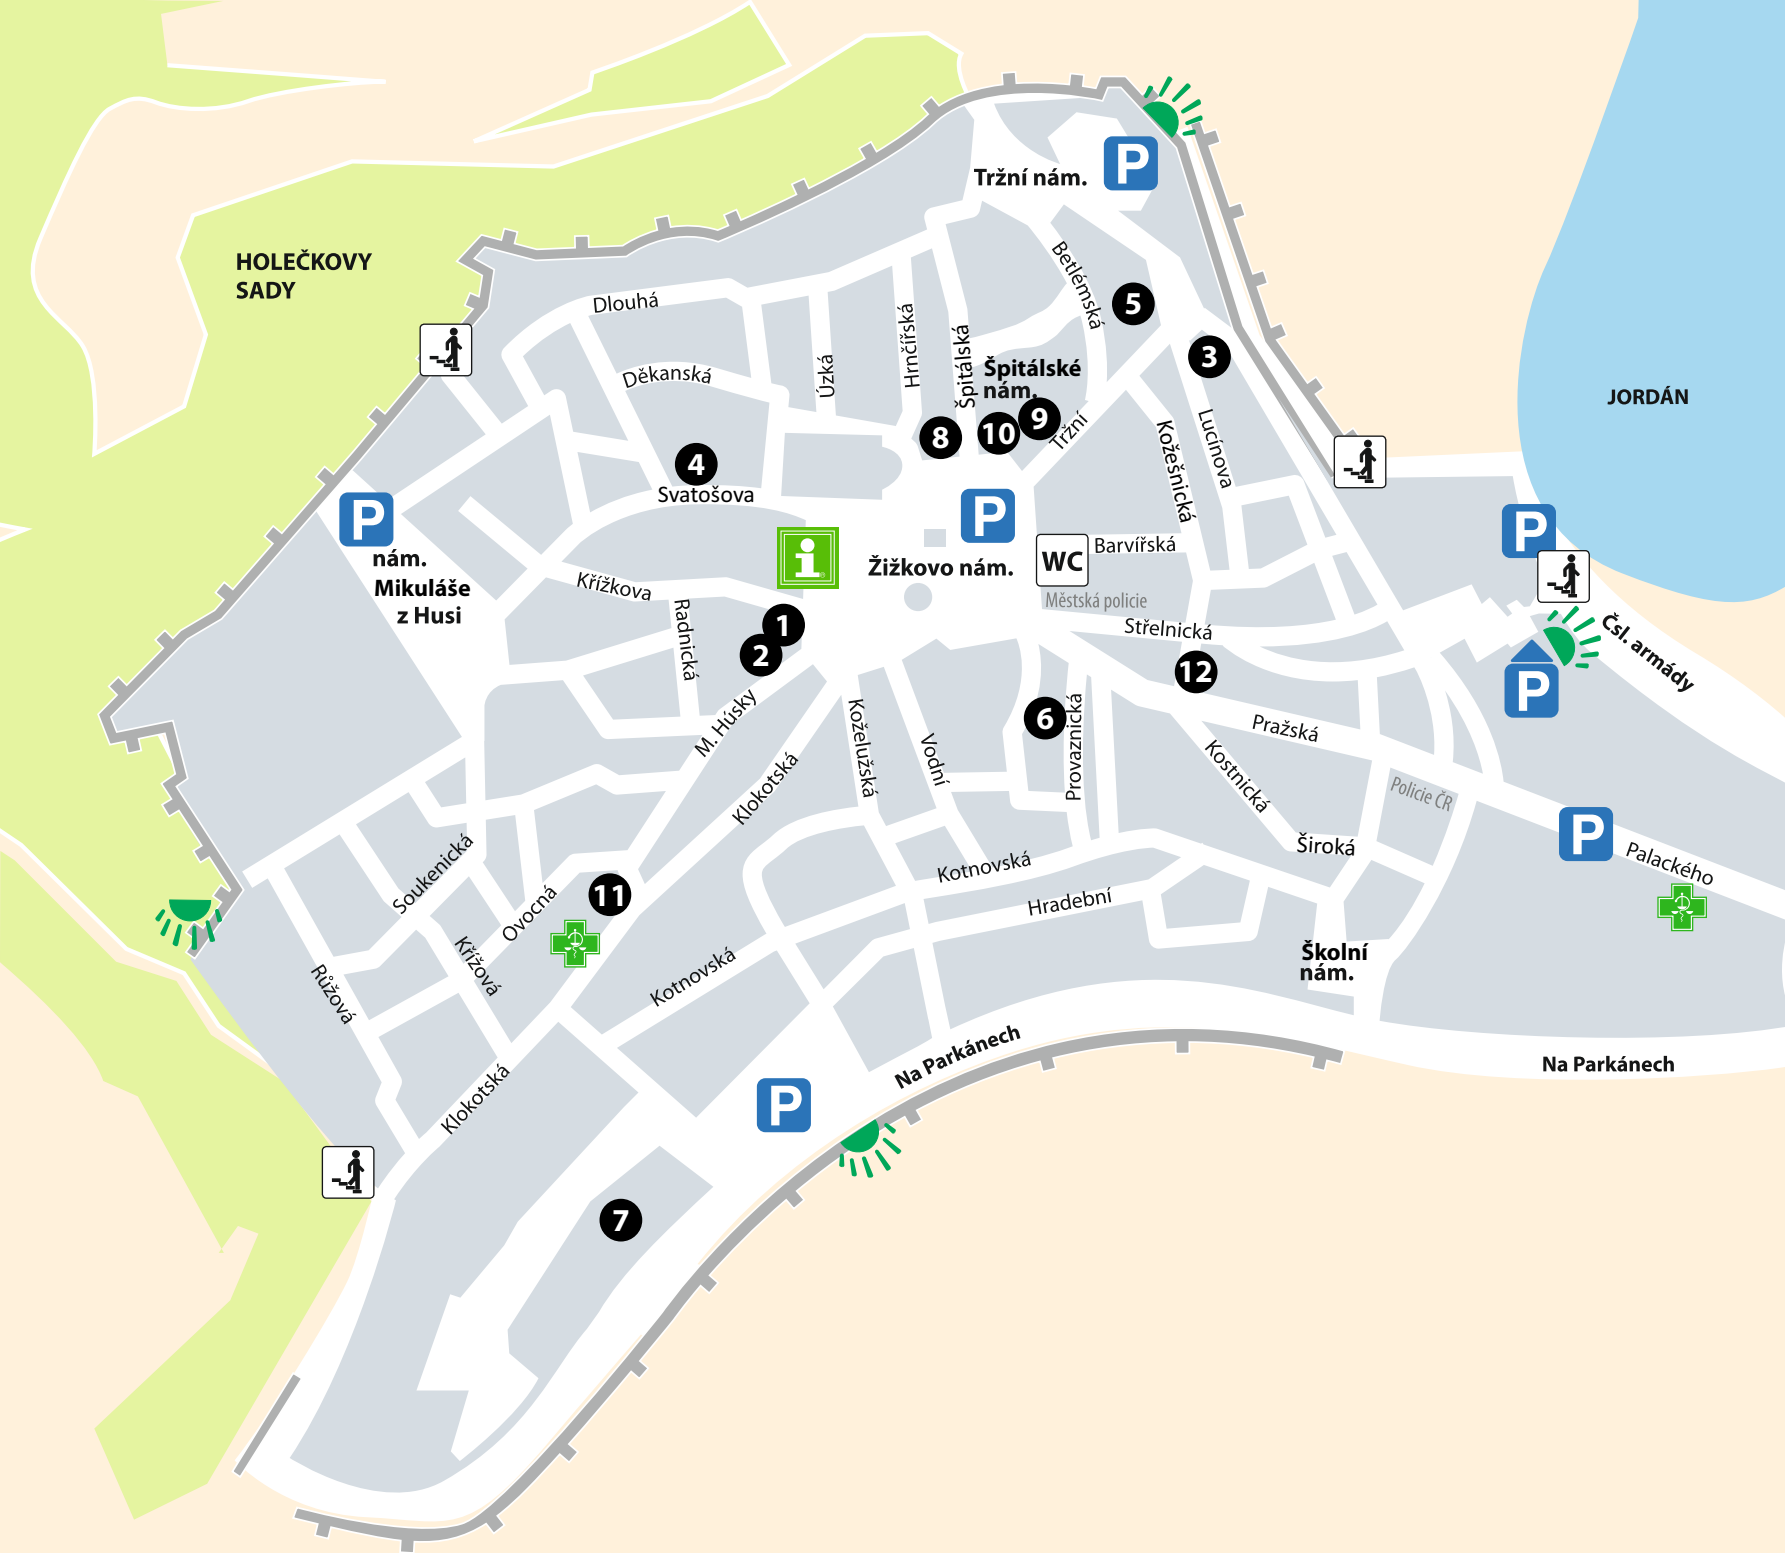 P
Tržní nám.
HOLEČKOVY
SADY
Betlémská
5
Dlouhá
Hrnčířská
Špitálská
Úzká
3
Špitálské
nám.
Děkanská
JORDÁN
9
10
8
Tržní
Lucínova
Kožešnická
4
Svatošova
P
P
P
nám.
Mikuláše
z Husi
i
Žižkovo nám.
WC
Barvířská
Křížkova
Městská policie
Radnická
1
2
Střelnická
Čsl. armády
12
P
M. Húsky
Koželužská
6
Provaznická
Pražská
Vodní
Klokotská
Kostnická
Policie ČR
P
Široká
Palackého
Soukenická
Kotnovská
11
Ovocná
Hradební
Křížová
Růžová
Kotnovská
Školní
nám.
Na Parkánech
Na Parkánech
Klokotská
P
7